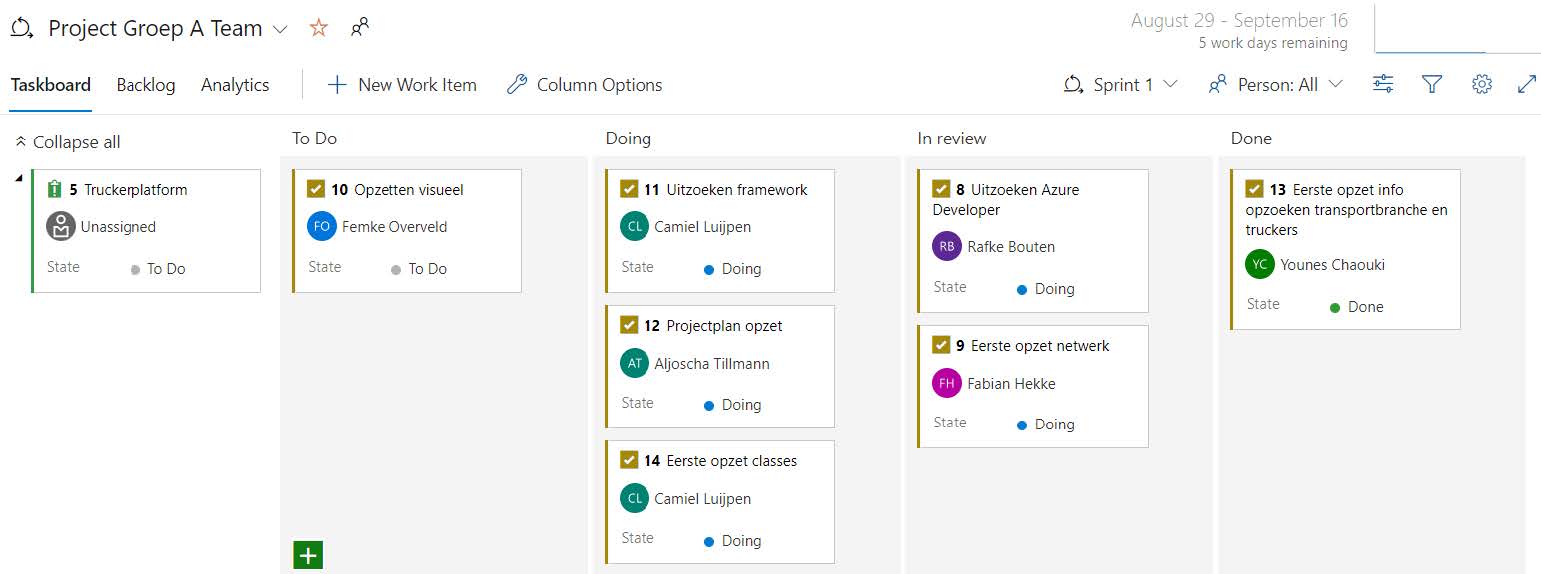 Project Groep A Team
August 29 - September 16
5 work days remaining
Taskboard Backlog Analytics New Work Item Column Options Sprint 1 Person: All
Collapse all
To Do
Doing
In review
Done
5 Truckerplatform
Unassigned
State To Do
10 Opzetten visueel
FO Femke Overveld
State To Do
11 Uitzoeken framework
CL Camiel Luijpen
State Doing
12 Projectplan opzet
AT Aljoscha Tillmann
State Doing
14 Eerste opzet classes
CL Camiel Luijpen
State Doing
8 Uitzoeken Azure
Developer
RB Rafke Bouten
State Doing
9 Eerste opzet netwerk
FH Fabian Hekke
State Doing
13 Eerste opzet info
opzoeken transportbranche en
truckers
YC Younes Chaouki
State Done